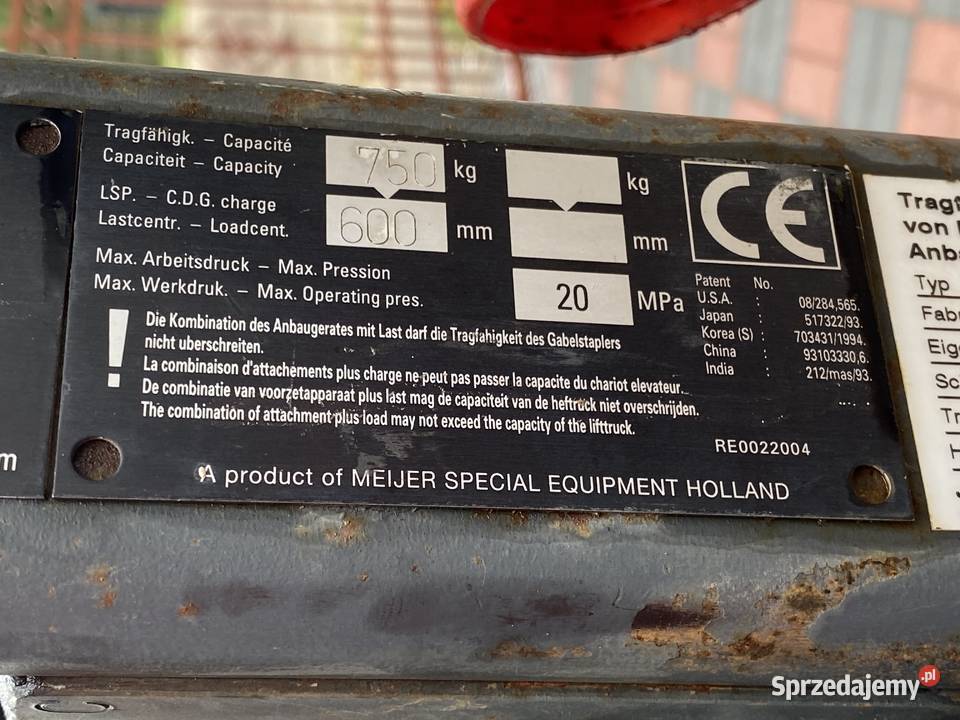 Tragfähigk. – Capacité
Capaciteit – Capacity
750 kg
kg
LSP. – C.D.G. charge
Lastcentr. – Loadcent.
600 mm
mm
Max. Arbeitsdruck – Max. Pression
Max. Werkdruk. – Max. Operating pres.
20 MPa
CE
Patent No.
U.S.A. : 08/284,565.
Japan : 517322/93.
Korea (S) : 703431/1994.
China : 93103330,6.
India : 212/mas/93.
! Die Kombination des Anbaugerates mit Last darf die Tragfahigkeit des Gabelstaplers
nicht uberschreiten.
La combinaison d'attachements plus charge ne peut pas passer la capacite du chariot elevateur.
De combinatie van voorzetapparaat plus last mag de capaciteit van de heftruck niet overschrijden.
The combination of attachment plus load may not exceed the capacity of the lifttruck.
RE0022004
A product of MEIJER SPECIAL EQUIPMENT HOLLAND
m
von
Typ
Sprzedajemy.pl